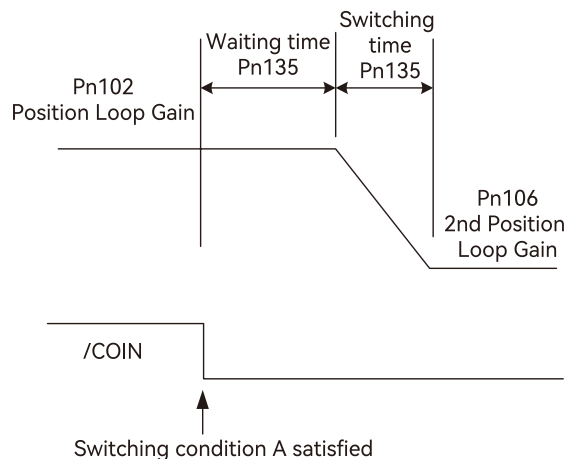 Switching
time
Pn135
Waiting time
Pn135
Pn102
Position Loop Gain
Pn106
2nd Position
Loop Gain
/COIN
Switching condition A satisfied